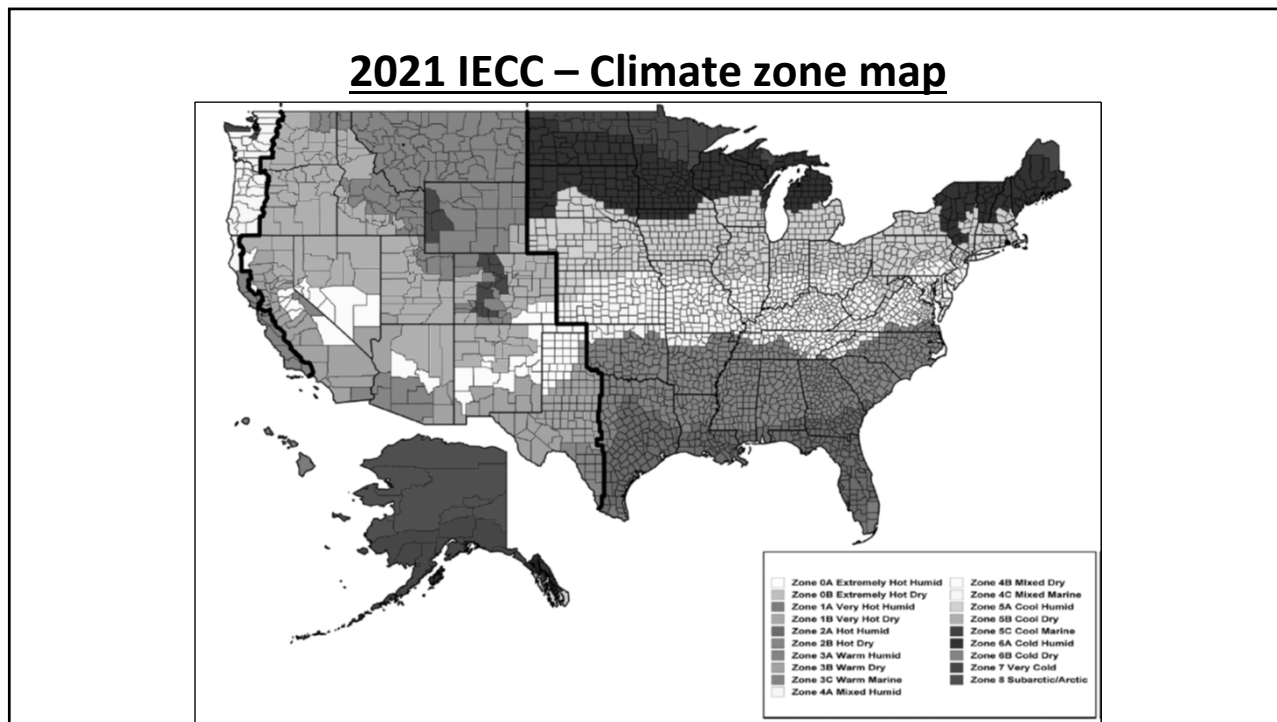 2021 IECC – Climate zone map
Zone 0A Extremely Hot Humid
Zone 0B Extremely Hot Dry
Zone 1A Very Hot Humid
Zone 1B Very Hot Dry
Zone 2A Hot Humid
Zone 2B Hot Dry
Zone 3A Warm Humid
Zone 3B Warm Dry
Zone 3C Warm Marine
Zone 4A Mixed Humid
Zone 4B MIxed Dry
Zone 4C Mixed Marine
Zone 5A Cool Humid
Zone 5B Cool Dry
Zone 5C Cool Marine
Zone 6A Cold Humid
Zone 6B Cold Dry
Zone 7 Very Cold
Zone 8 Subarctic/Arctic